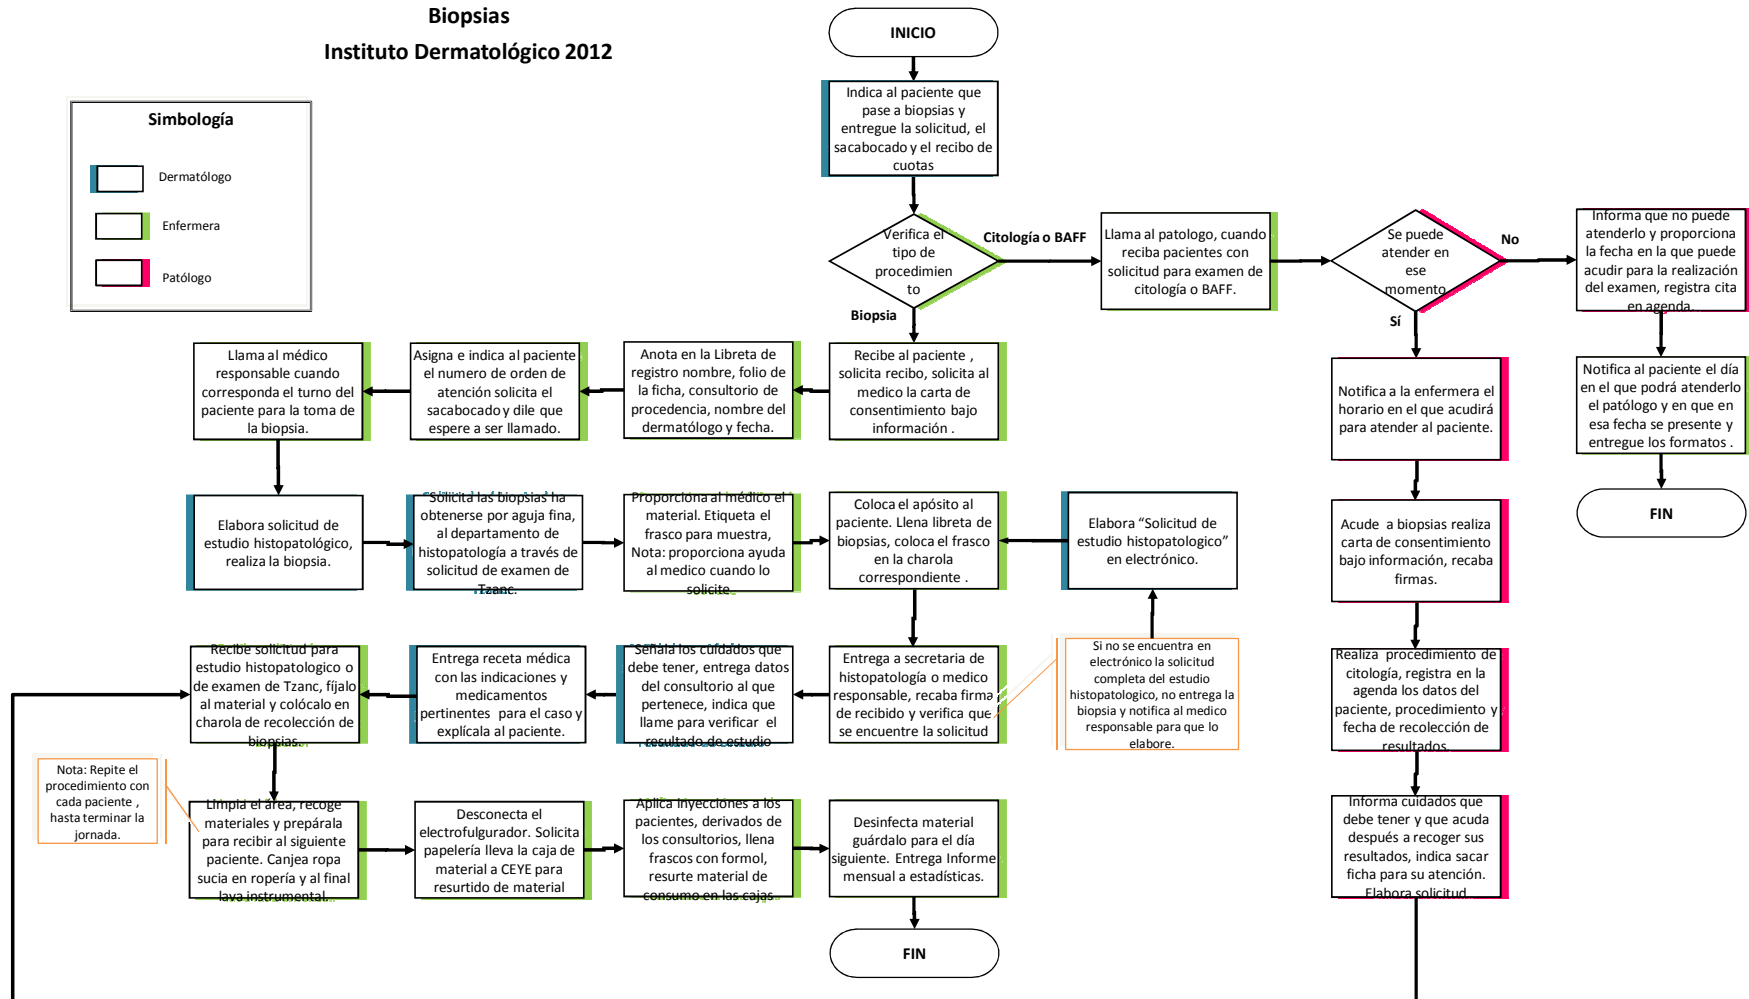 Biopsias
Instituto Dermatológico 2012
Simbología
Dermatólogo
Enfermera
Patólogo
INICIO
Indica al paciente que
pase a biopsias y
entregue la solicitud, el
sacabocado y el recibo de
cuotas
Verifica el
tipo de
procedimien
to
Citología o BAFF
Biopsia
Llama al patologo, cuando
reciba pacientes con
solicitud para examen de
citología o BAFF.
Se puede
atender en
ese
momento
No
Sí
Informa que no puede
atenderlo y proporciona
la fecha en la que puede
acudir para la realización
del examen, registra cita
en agenda.
Notifica al paciente el día
en el que podrá atenderlo
el patólogo y en que en
esa fecha se presente y
entregue los formatos .
FIN
Llama al médico
responsable cuando
corresponda el turno del
paciente para la toma de
la biopsia.
Asigna e indica al paciente
el numero de orden de
atención solicita el
sacabocado y dile que
espere a ser llamado.
Anota en la Libreta de
registro nombre, folio de
la ficha, consultorio de
procedencia, nombre del
dermatólogo y fecha.
Recibe al paciente ,
solicita recibo, solicita al
medico la carta de
consentimiento bajo
información .
Notifica a la enfermera el
horario en el que acudirá
para atender al paciente.
Elabora solicitud de
estudio histopatológico,
realiza la biopsia.
Solicita las biopsias ha
obtenerse por aguja fina,
al departamento de
histopatología a través de
solicitud de examen de
Tzanc.
Proporciona al médico el
material. Etiqueta el
frasco para muestra,
Nota: proporciona ayuda
al medico cuando lo
solicite
Coloca el apósito al
paciente. Llena libreta de
biopsias, coloca el frasco
en la charola
correspondiente .
Elabora “Solicitud de
estudio histopatologico”
en electrónico.
Acude a biopsias realiza
carta de consentimiento
bajo información, recaba
firmas.
Recibe solicitud para
estudio histopatologico o
de examen de Tzanc, fíjalo
al material y colócalo en
charola de recolección de
biopsias.
Entrega receta médica
con las indicaciones y
medicamentos
pertinentes para el caso y
explícala al paciente.
Señala los cuidados que
debe tener, entrega datos
del consultorio al que
pertenece, indica que
llame para verificar el
resultado de estudio
Entrega a secretaria de
histopatología o medico
responsable, recaba firma
de recibido y verifica que
se encuentre la solicitud
Si no se encuentra en
electrónico la solicitud
completa del estudio
histopatologico, no entrega la
biopsia y notifica al medico
responsable para que lo
elabore.
Realiza procedimiento de
citología, registra en la
agenda los datos del
paciente, procedimiento y
fecha de recolección de
resultados.
Nota: Repite el
procedimiento con
cada paciente ,
hasta terminar la
jornada.
Limpia el área, recoge
materiales y prepárala
para recibir al siguiente
paciente. Canjea ropa
sucia en ropería y al final
lava instrumental.
Desconecta el
electrofulgurador. Solicita
papelería lleva la caja de
material a CEYE para
resurtido de material
Aplica inyecciones a los
pacientes, derivados de
los consultorios, llena
frascos con formol,
resurte material de
consumo en las cajas
Desinfecta material
guárdalo para el día
siguiente. Entrega Informe
mensual a estadísticas.
Informa cuidados que
debe tener y que acuda
después a recoger sus
resultados, indica sacar
ficha para su atención.
Elabora solicitud
FIN